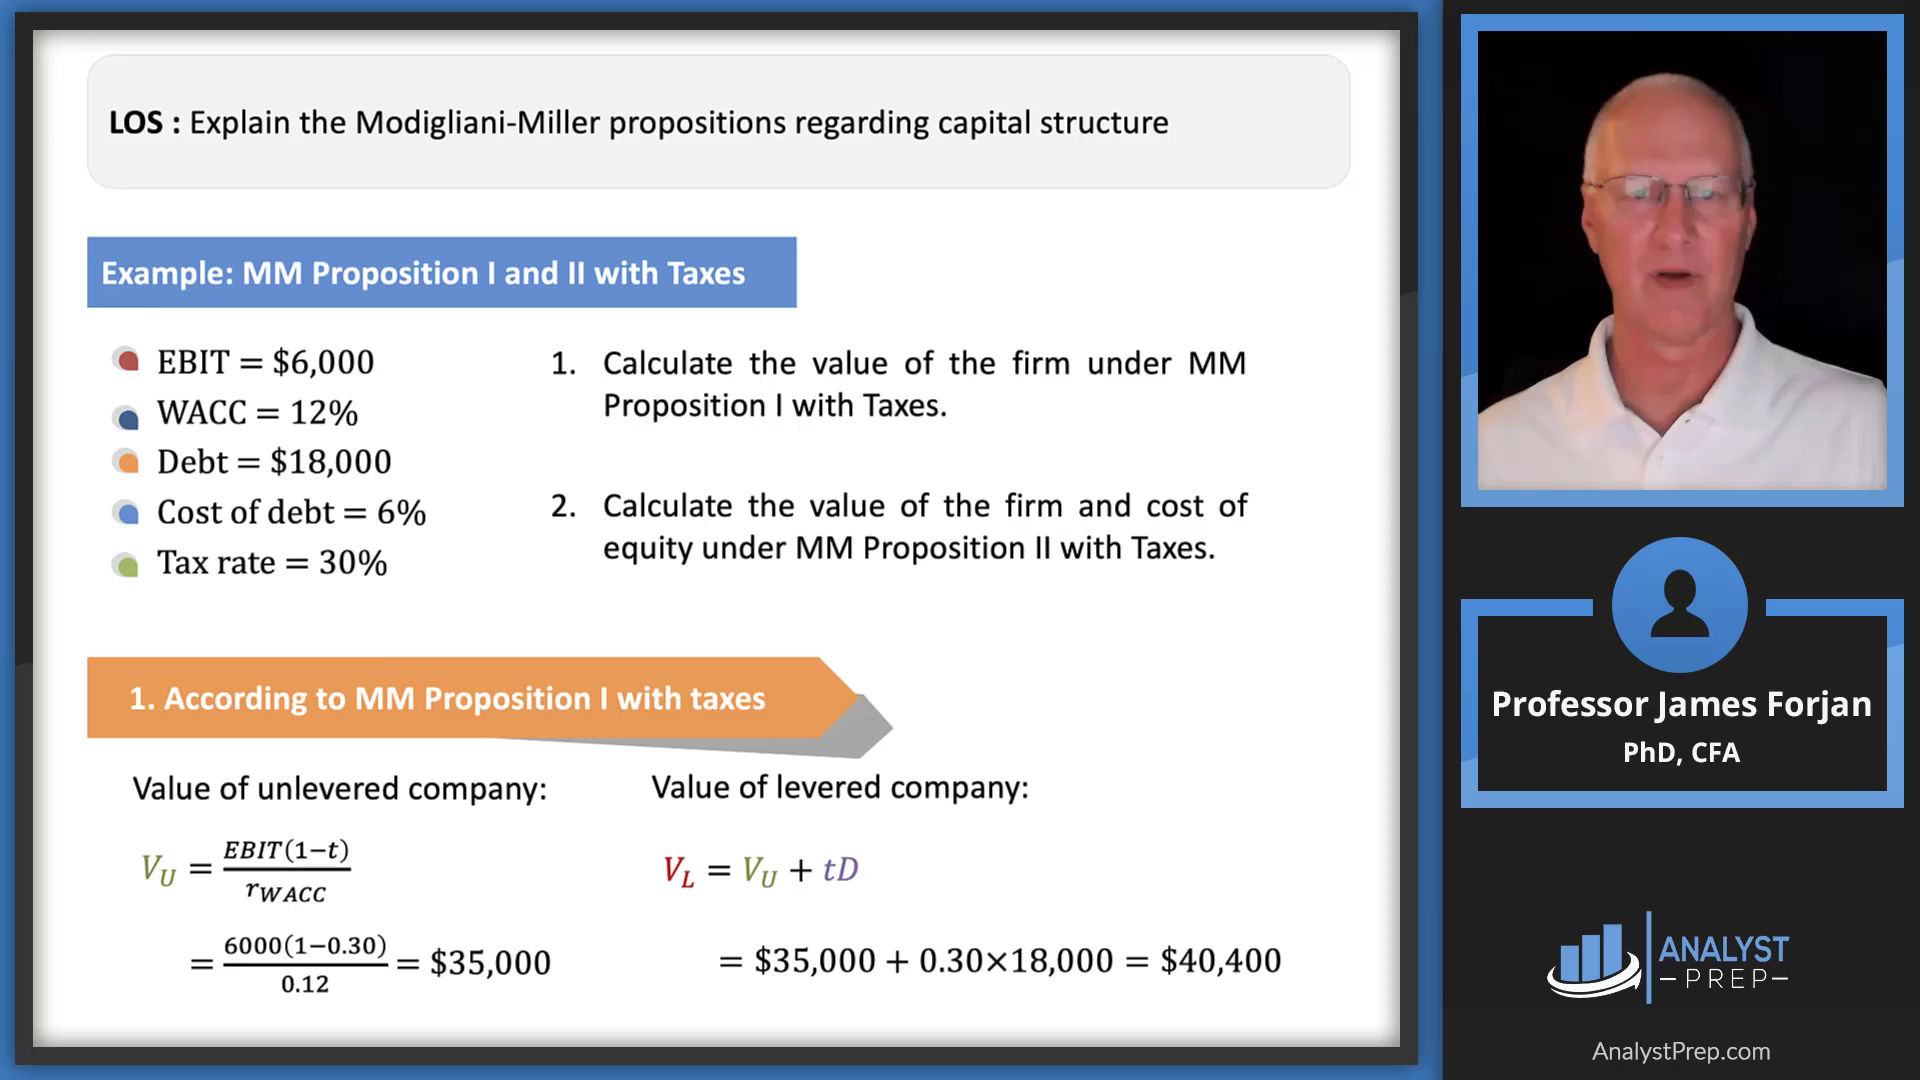 LOS : Explain the Modigliani-Miller propositions regarding capital structure
Example: MM Proposition I and II with Taxes
EBIT = $6,000
WACC = 12%
Debt = $18,000
Cost of debt = 6%
Tax rate = 30%
1. Calculate the value of the firm under MM
Proposition I with Taxes.
2. Calculate the value of the firm and cost of
equity under MM Proposition II with Taxes.
1. According to MM Proposition I with taxes
Value of unlevered company:
V_U = EBIT(1−t) / r_WACC
= 6000(1−0.30) / 0.12 = $35,000
Value of levered company:
V_L = V_U + tD
= $35,000 + 0.30×18,000 = $40,400
Professor James Forjan
PhD, CFA
ANALYST
PREP
AnalystPrep.com